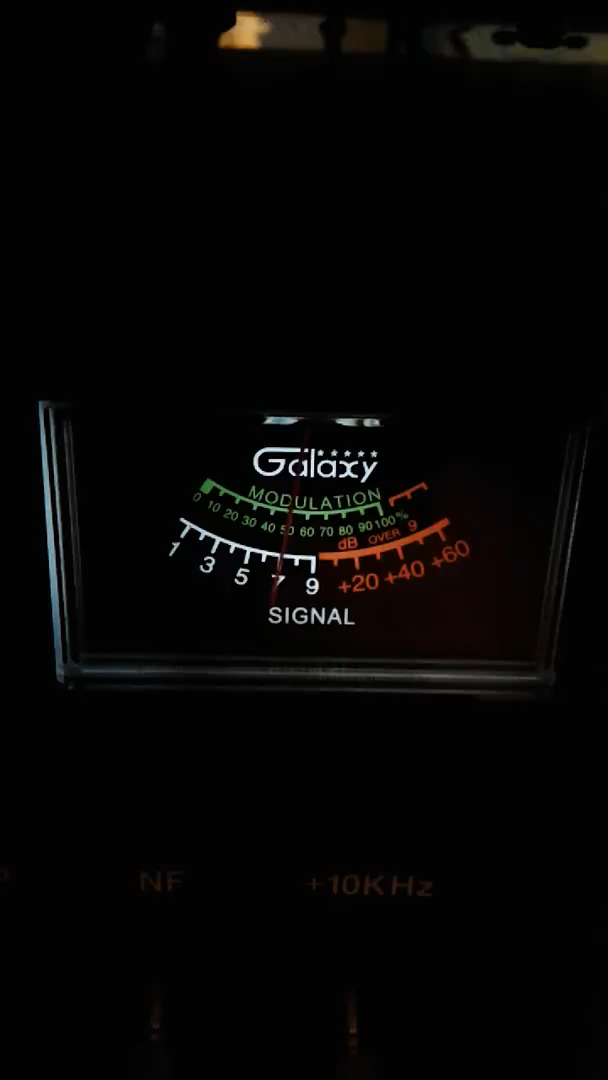 Galaxy
MODULATION
0 10 20 30 40 50 60 70 80 90 100%
dB OVER 9
1 3 5 7 9 +20 +40 +60
SIGNAL
NF +10KHz